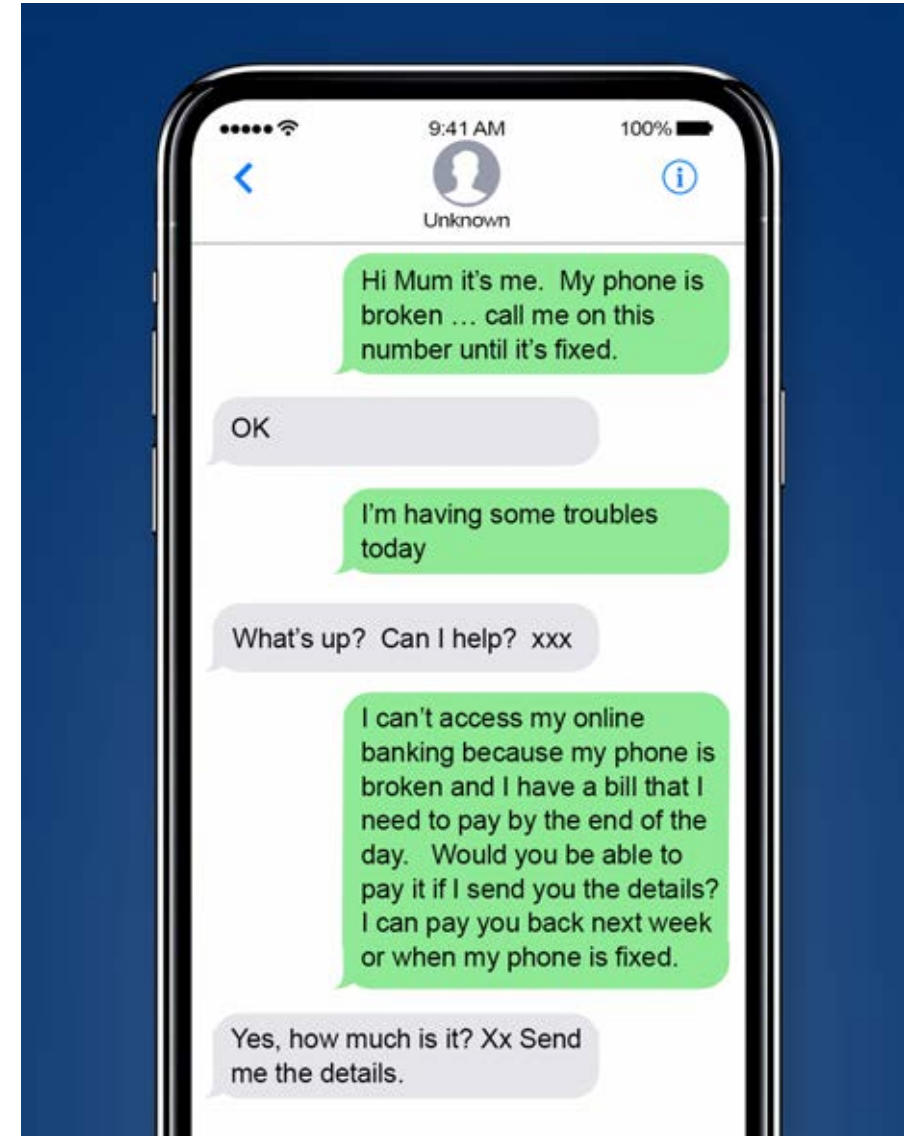 9:41 AM 100%
Unknown
Hi Mum it's me.  My phone is
broken … call me on this
number until it's fixed.
OK
I'm having some troubles
today
What's up?  Can I help?  xxx
I can't access my online
banking because my phone is
broken and I have a bill that I
need to pay by the end of the
day.   Would you be able to
pay it if I send you the details?
I can pay you back next week
or when my phone is fixed.
Yes, how much is it? Xx Send
me the details.